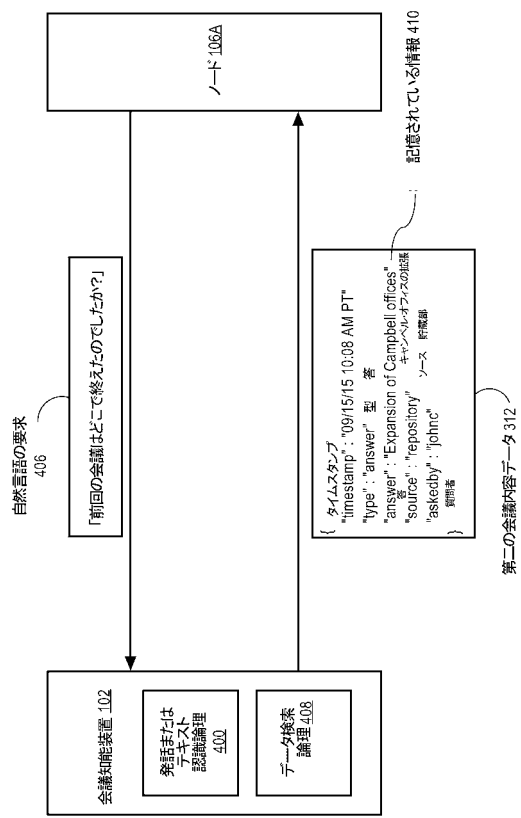 自然言語の要求
406
「前回の会議はどこで終えたのでしたか?」
会議知能装置 102
発話または
テキスト
認識論理
400
データ検索
論理 408
ノード 106A
{ タイムスタンプ
"timestamp" : "09/15/15 10:08 AM PT"
"type" : "answer" 型 答
"answer" : "Expansion of Campbell offices"
答 キャンベル・オフィスの拡張
"source" : "repository" ソース 貯蔵部
"askedby" : "johnc"
質問者
}
記憶されている情報 410
第二の会議内容データ 312